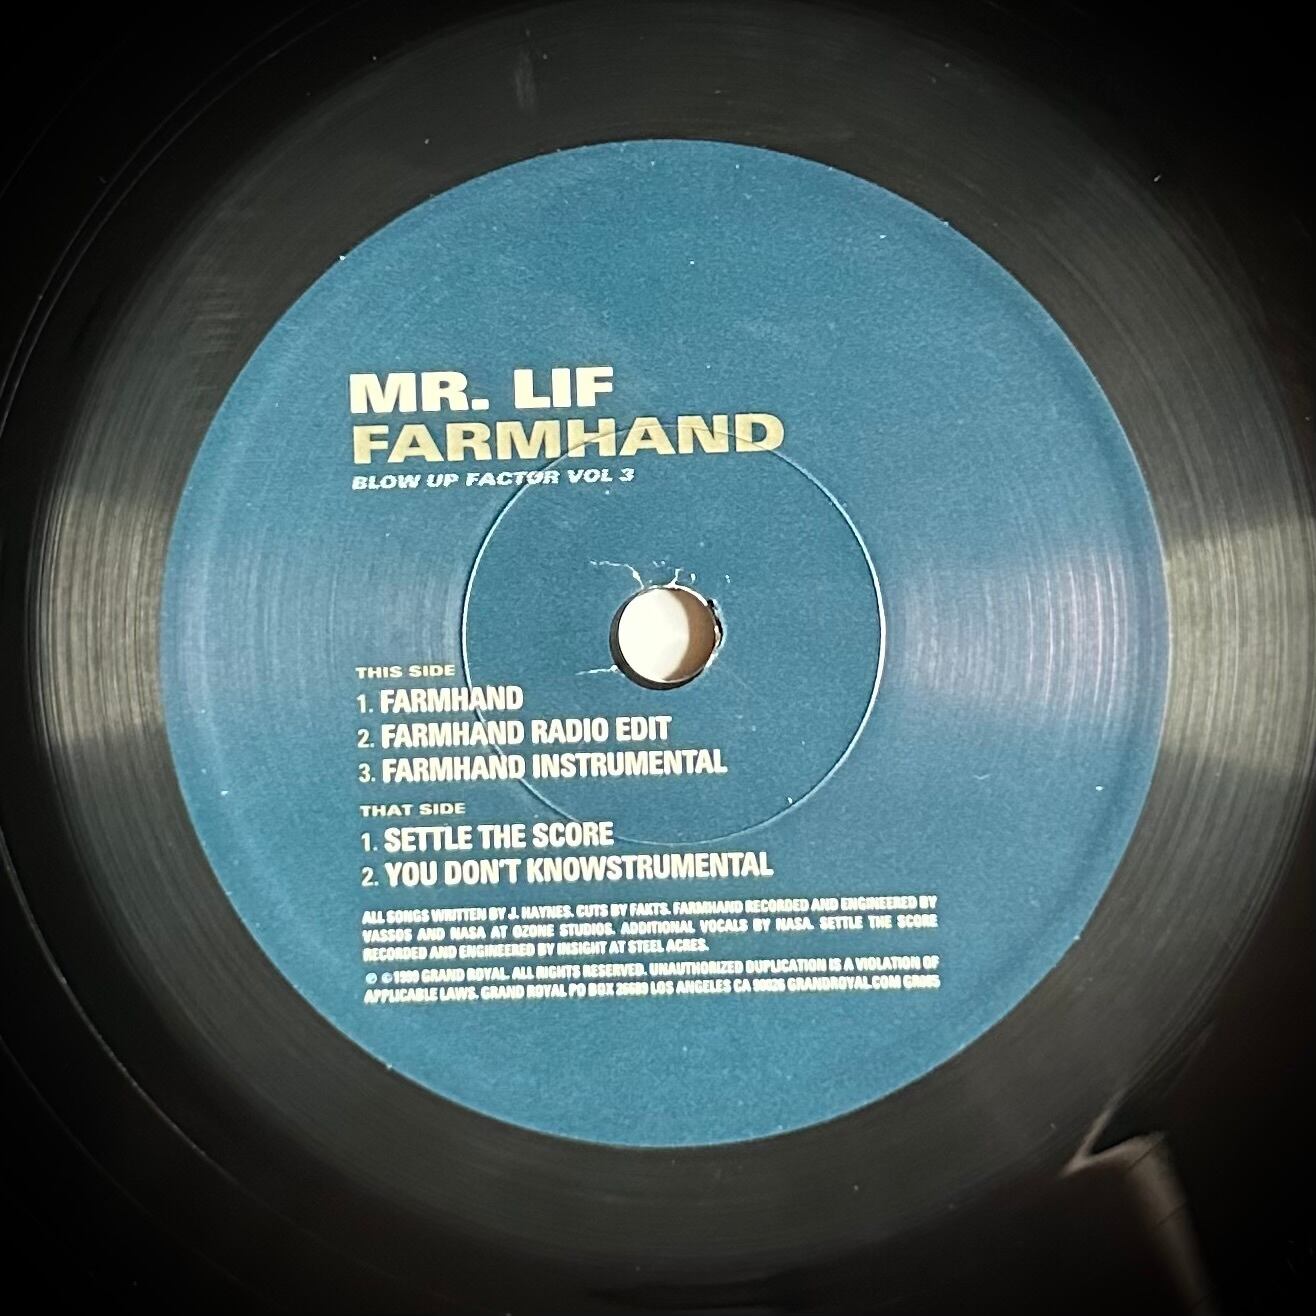 MR. LIF
FARMHAND
BLOW UP FACTOR VOL 3
THIS SIDE
1. FARMHAND
2. FARMHAND RADIO EDIT
3. FARMHAND INSTRUMENTAL
THAT SIDE
1. SETTLE THE SCORE
2. YOU DON'T KNOWSTRUMENTAL
ALL SONGS WRITTEN BY J. HAYNES. CUTS BY FAKTS. FARMHAND RECORDED AND ENGINEERED BY
VASSOS AND NASA AT OZONE STUDIOS. ADDITIONAL VOCALS BY NASA. SETTLE THE SCORE
RECORDED AND ENGINEERED BY INSIGHT AT STEEL ACRES.
℗ © GRAND ROYAL. ALL RIGHTS RESERVED. UNAUTHORIZED DUPLICATION IS A VIOLATION OF
APPLICABLE LAWS. GRAND ROYAL PO BOX LOS ANGELES CA GRANDROYAL.COM